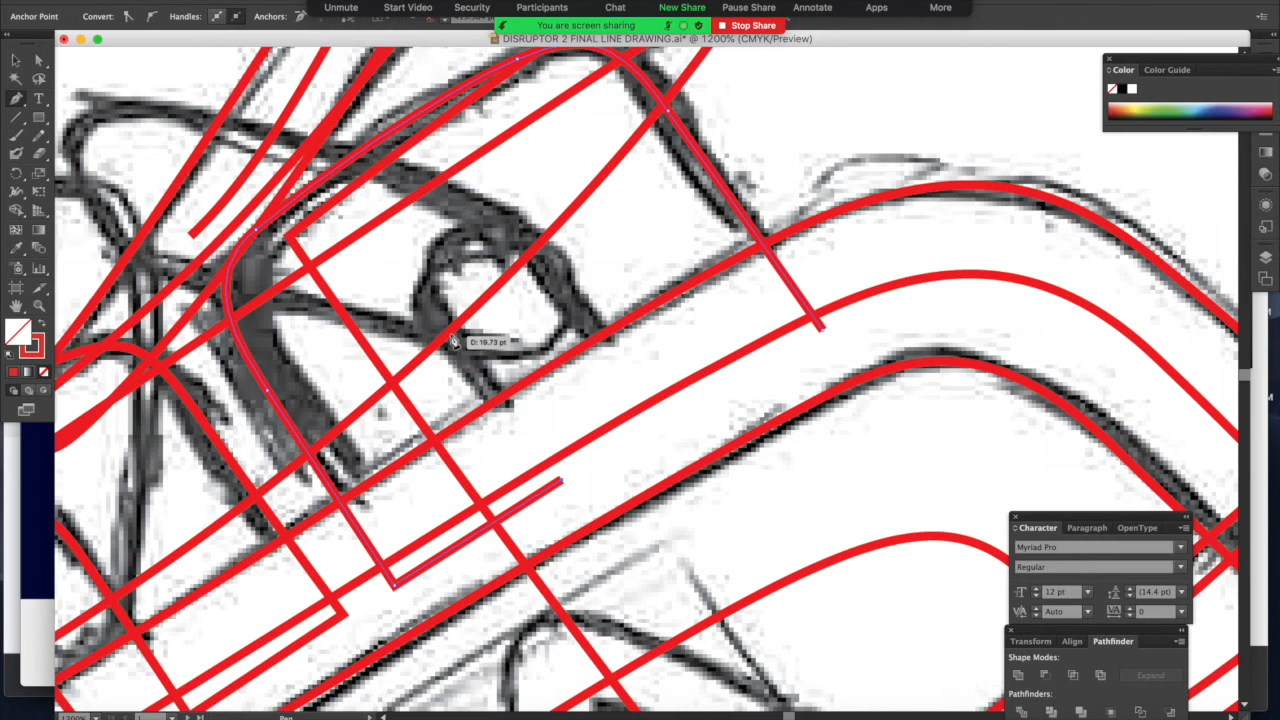 Unmute Start Video Security Participants Chat New Share Pause Share Annotate Apps More
Anchor Point Convert: Handles: Anchors:
You are screen sharing Stop Share
DISRUPTOR 2 FINAL LINE DRAWING.ai* @ 1200% (CMYK/Preview)
Color Color Guide
D: 19.73 pt
Character Paragraph OpenType
Myriad Pro
Regular
12 pt (14.4 pt)
Auto 0
Transform Align Pathfinder
Shape Modes:
Expand
Pathfinders:
1200% 1 Pen